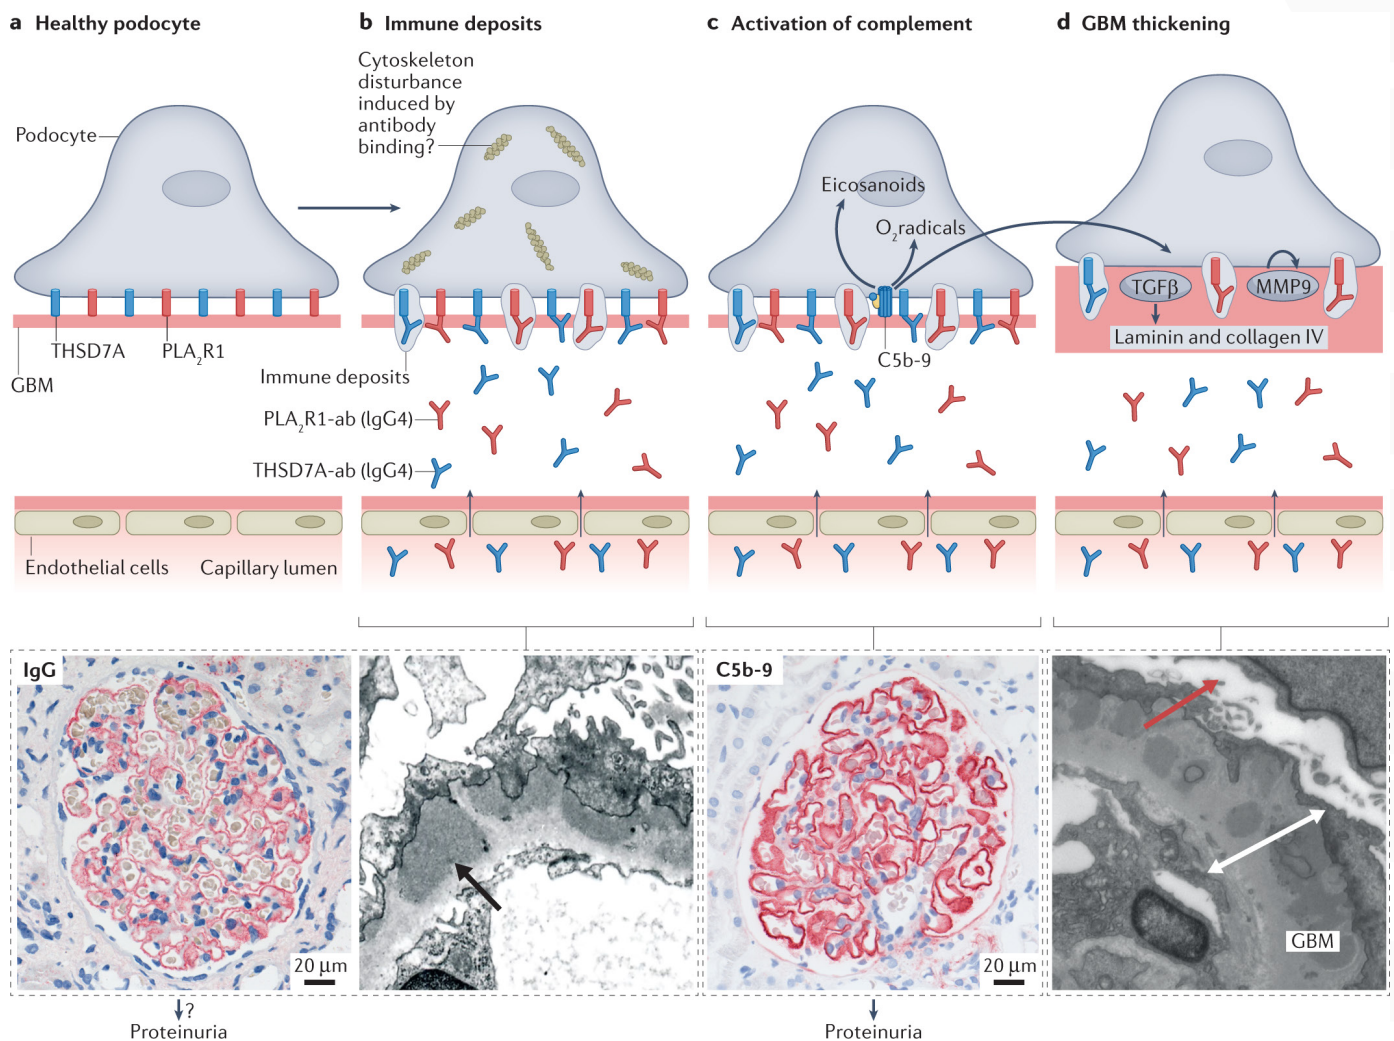 a Healthy podocyte
b Immune deposits
c Activation of complement
d GBM thickening
Podocyte
THSD7A
PLA₂R1
GBM
Endothelial cells
Capillary lumen
Cytoskeleton
disturbance
induced by
antibody
binding?
Immune deposits
PLA₂R1-ab (IgG4)
THSD7A-ab (IgG4)
Eicosanoids
O₂radicals
C5b-9
TGFβ
MMP9
Laminin and collagen IV
IgG
20 μm
C5b-9
20 μm
GBM
?
Proteinuria
Proteinuria